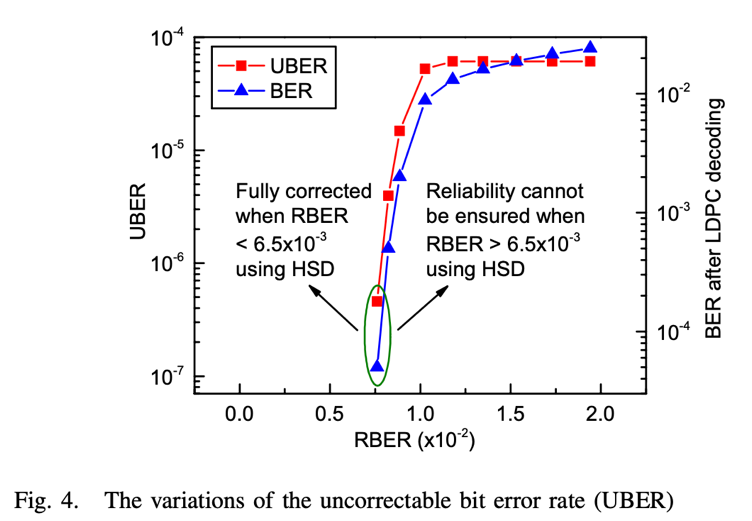 10⁻⁴
10⁻⁵
10⁻⁶
10⁻⁷
UBER
UBER
BER
Fully corrected
when RBER
< 6.5x10⁻³
using HSD
Reliability cannot
be ensured when
RBER > 6.5x10⁻³
using HSD
10⁻²
10⁻³
10⁻⁴
BER after LDPC decoding
0.0 0.5 1.0 1.5 2.0
RBER (x10⁻²)
Fig. 4. The variations of the uncorrectable bit error rate (UBER)